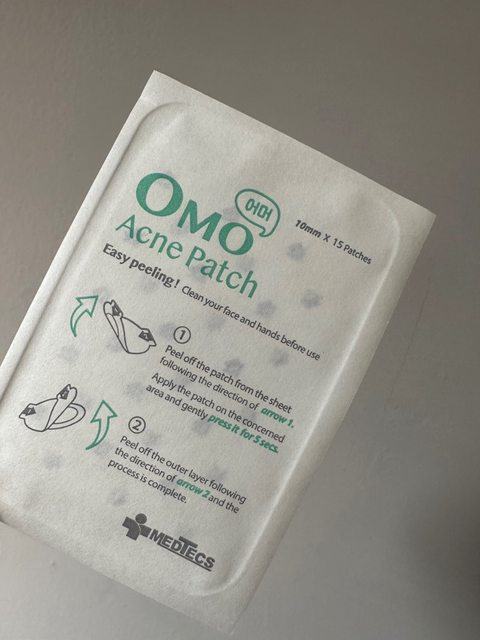 OMO
어머
10mm X 15 Patches
Acne Patch
Easy peeling! Clean your face and hands before use
1
Peel off the patch from the sheet
following the direction of arrow 1.
Apply the patch on the concerned
area and gently press it for 5 secs.
2
Peel off the outer layer following
the direction of arrow 2 and the
process is complete.
MEDTECS